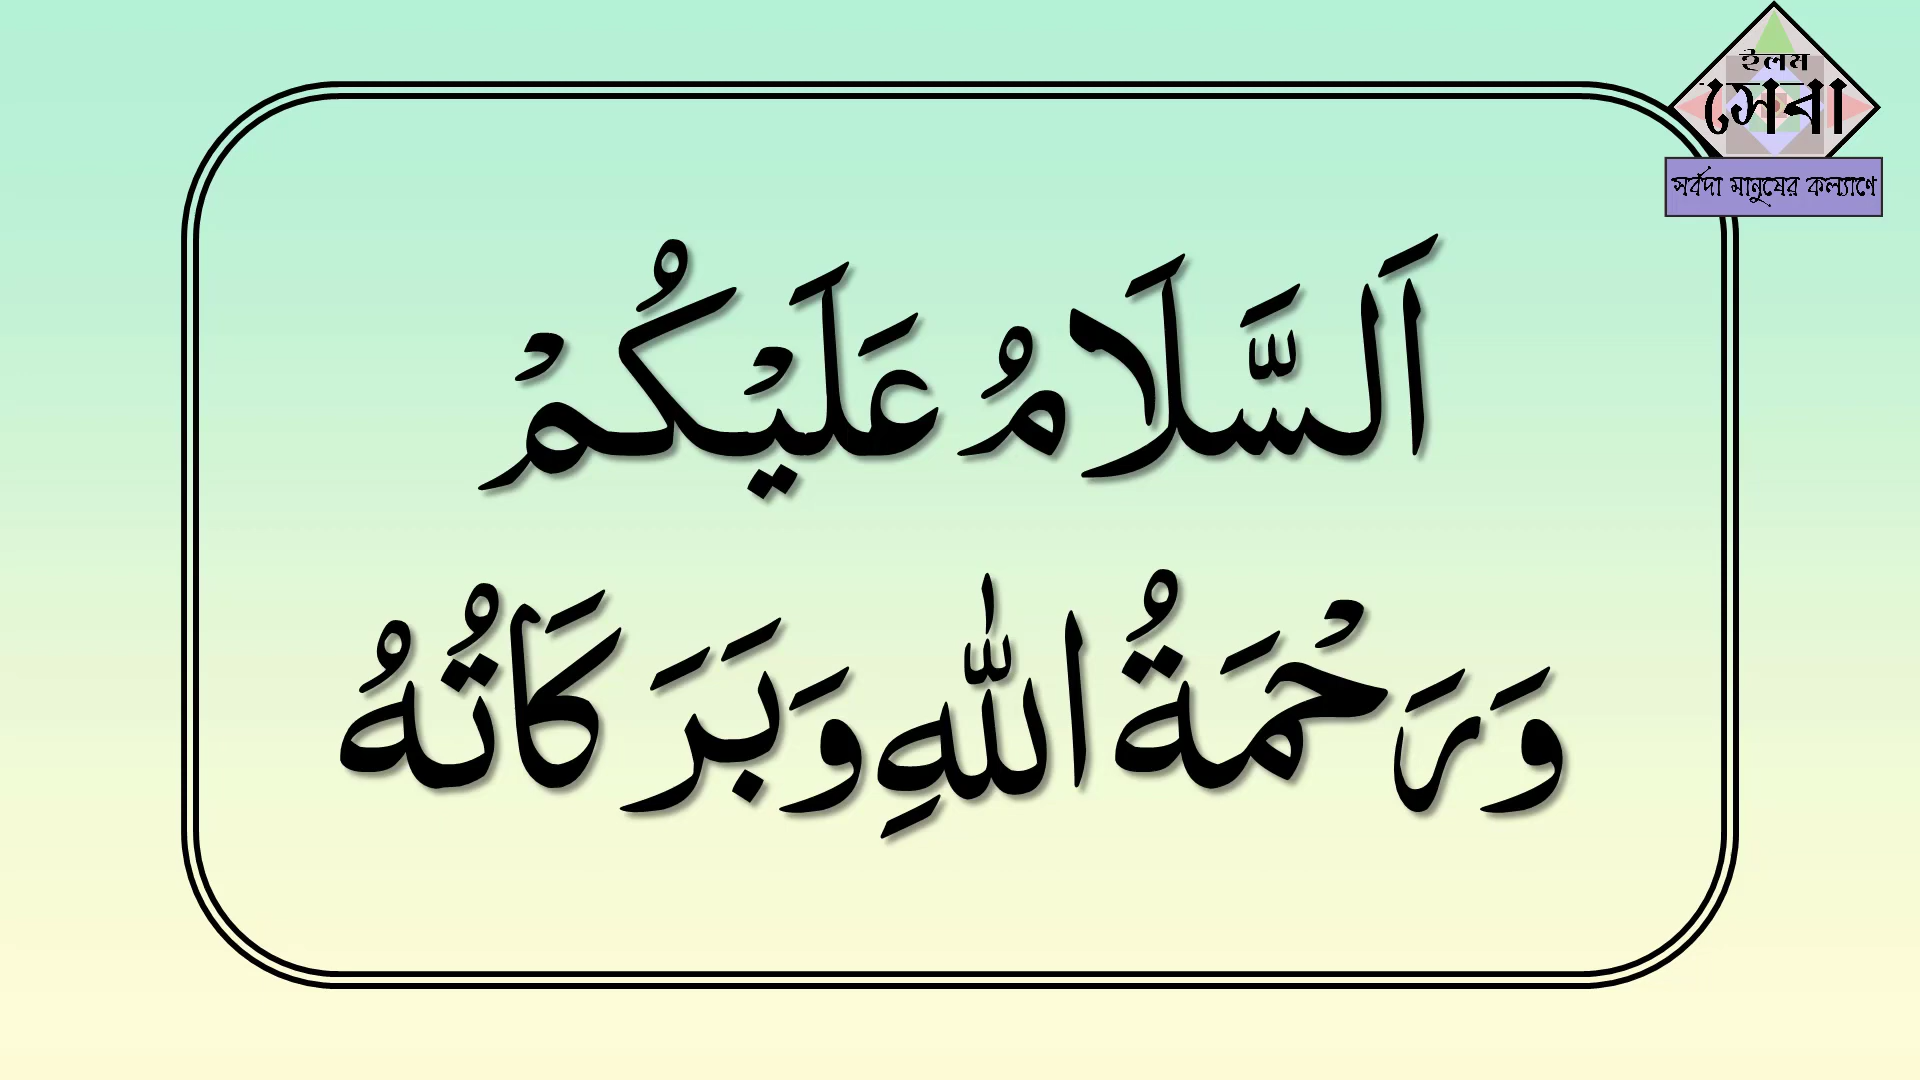 ইলম
সেবা
সর্বদা মানুষের কল্যাণে
اَلسَّلَامُ عَلَيْكُمْ
وَرَحْمَةُ اللّٰهِ وَبَرَكَاتُهُ